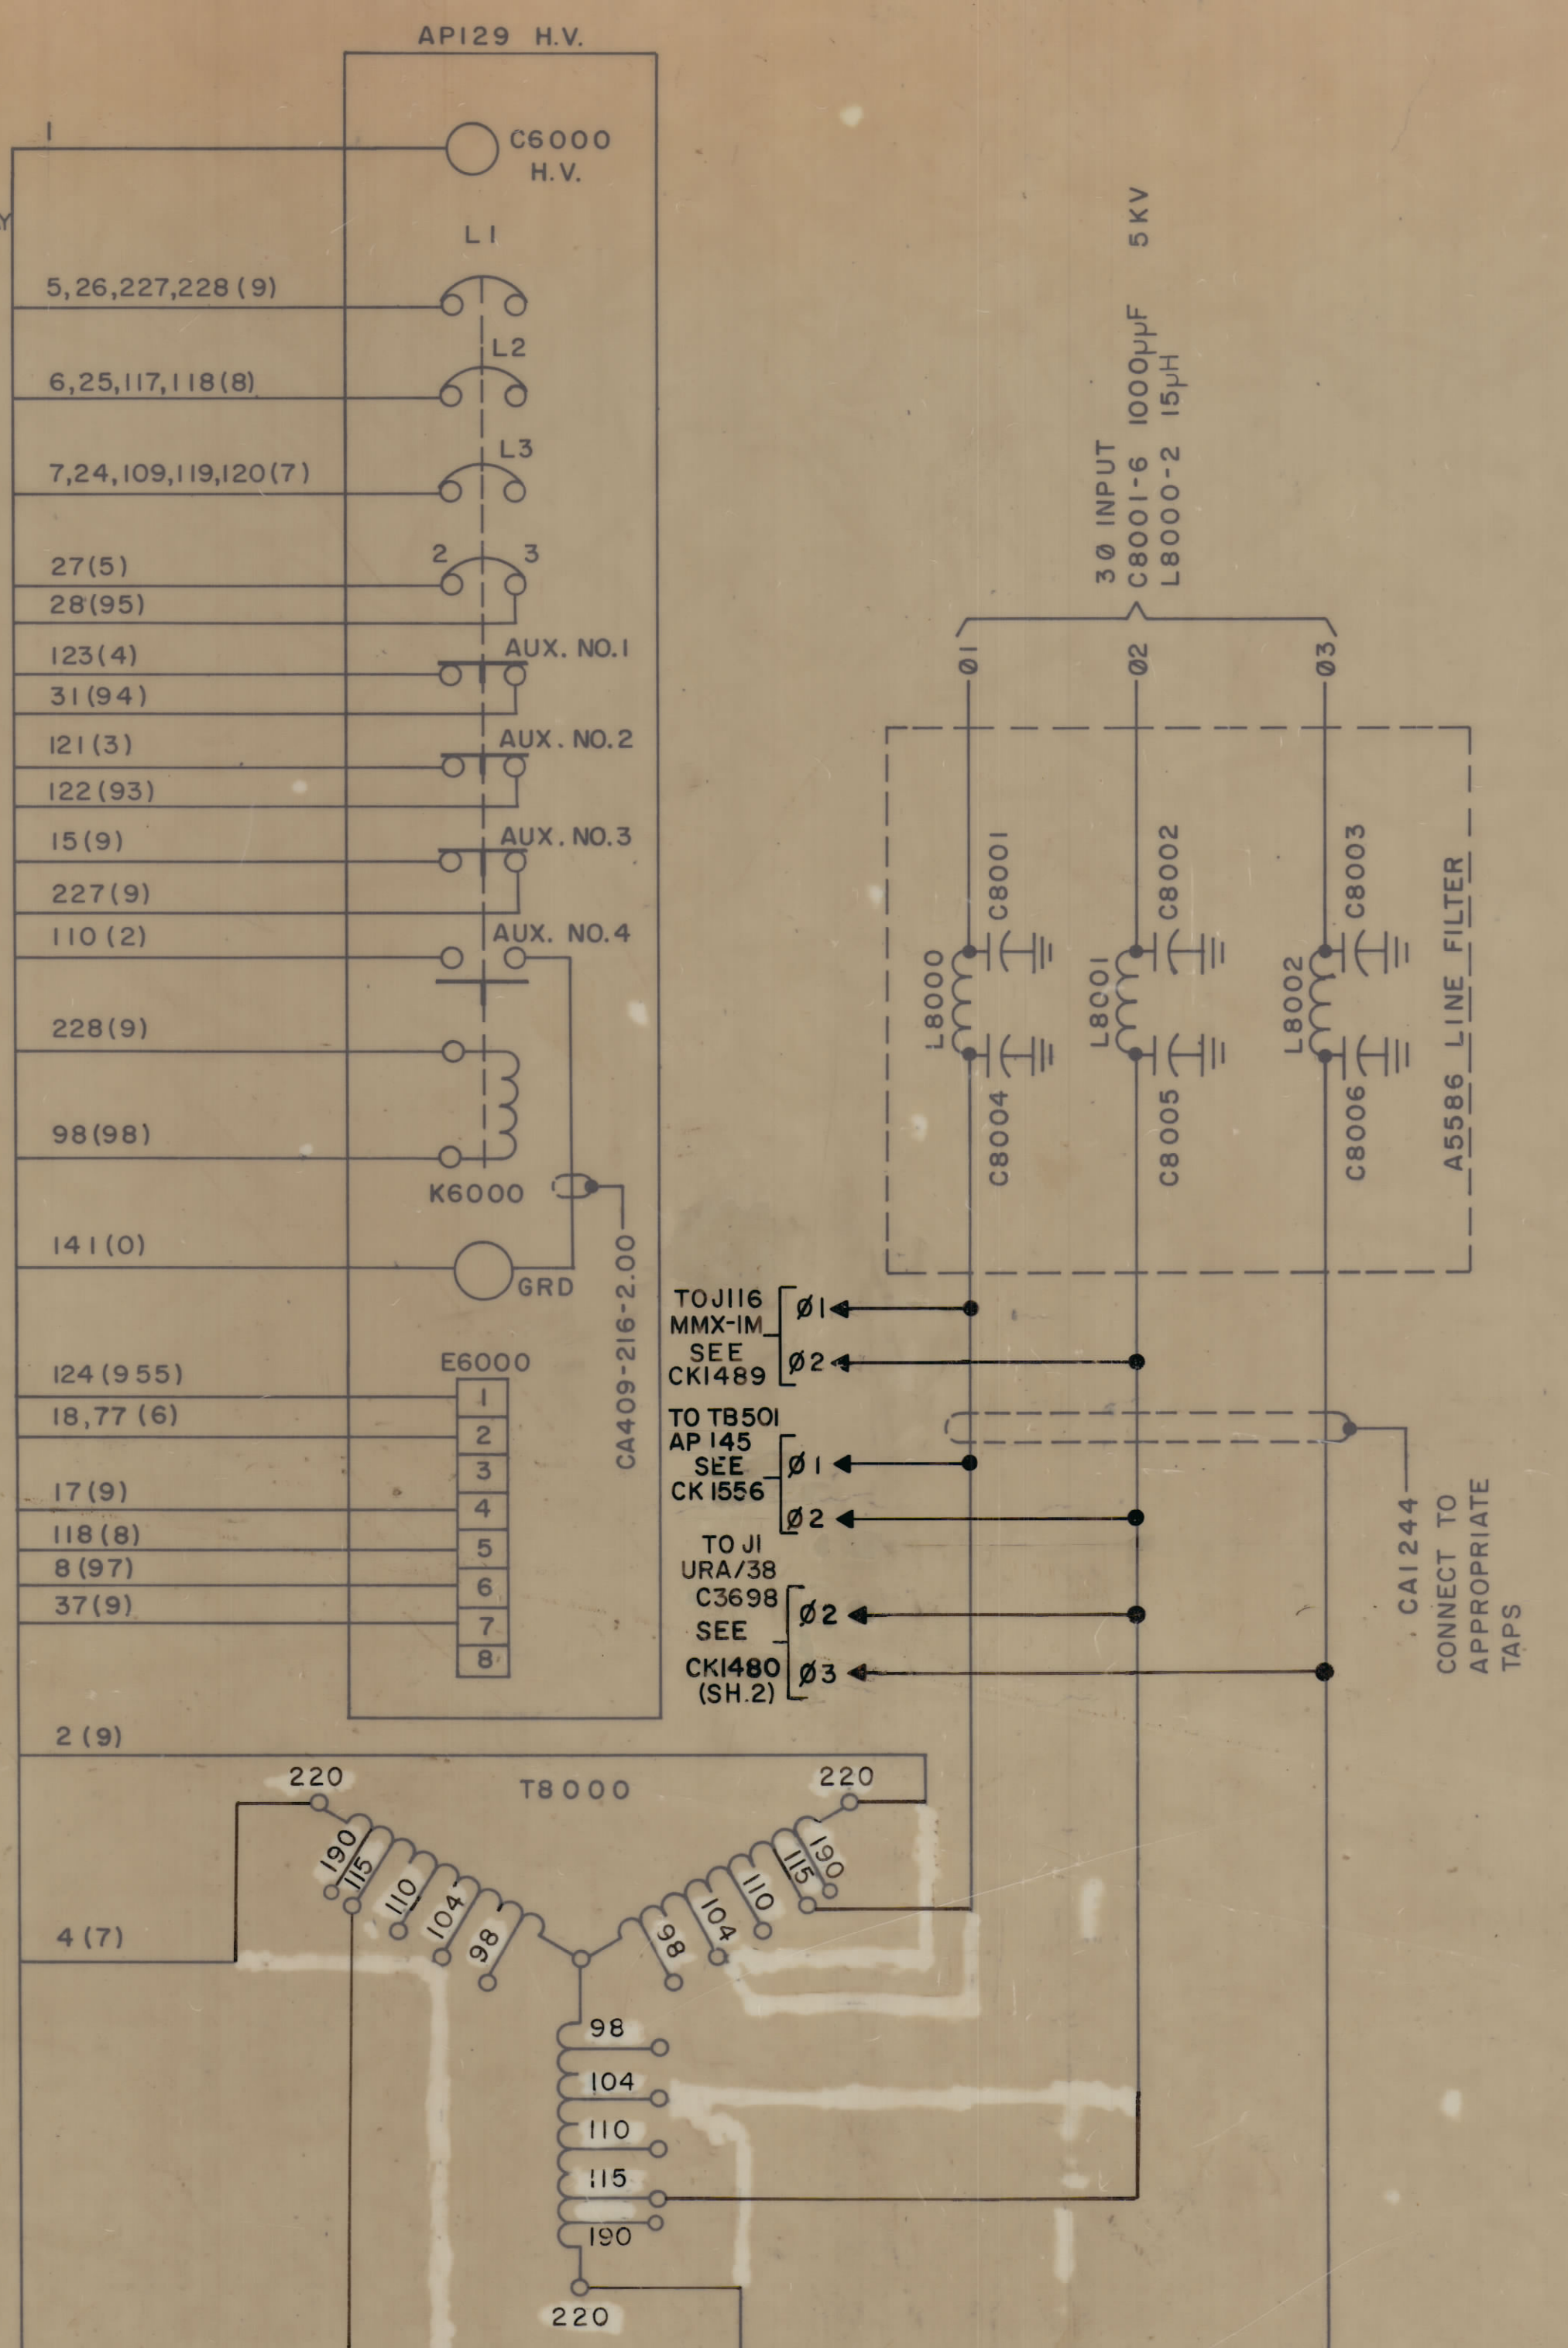 AP129 H.V.
1
C6000
H.V.
L1
5,26,227,228(9)
L2
6,25,117,118(8)
L3
7,24,109,119,120(7)
2 3
27(5)
28(95)
AUX. NO.1
123(4)
31(94)
AUX. NO.2
121(3)
122(93)
AUX. NO.3
15(9)
227(9)
AUX. NO.4
110(2)
228(9)
98(98)
K6000
141(0)
GRD
CA409-216-2.00
E6000
124(955)
1
18,77(6)
2
3
17(9)
4
118(8)
5
8(97)
6
37(9)
7
8
3Ø INPUT
C8001-6 1000µµF 5KV
L8000-2 15µH
Ø1
Ø2
Ø3
C8001
C8002
C8003
L8000
L8001
L8002
C8004
C8005
C8006
A5586 LINE FILTER
TO J116
MMX-1M
SEE
CK1489
Ø1
Ø2
TO TB501
AP145
SEE
CK1556
Ø1
Ø2
TO J1
URA/38
C3698
SEE
CK1480
(SH.2)
Ø2
Ø3
CA1244
CONNECT TO
APPROPRIATE
TAPS
2(9)
T8000
220
190
115
110
104
98
220
190
115
110
104
98
4(7)
98
104
110
115
190
220